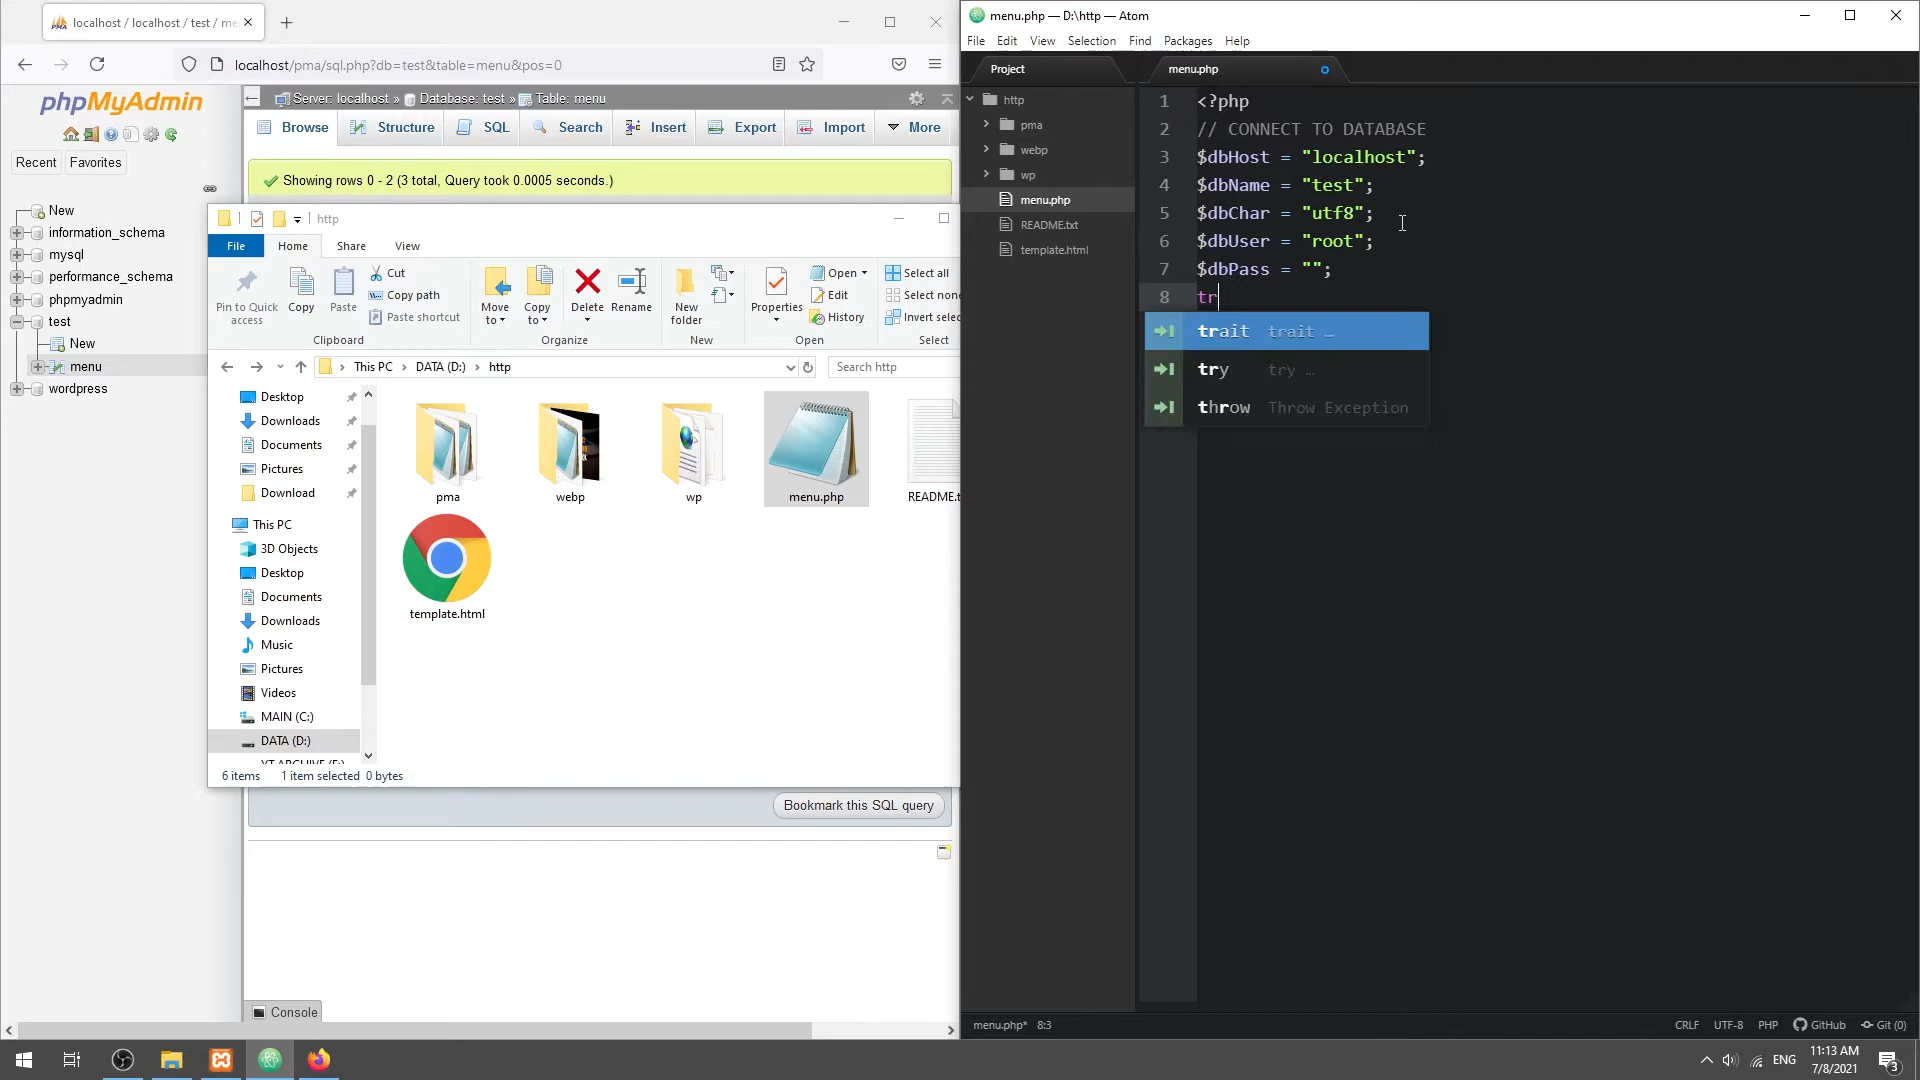 localhost / localhost / test / me
localhost/pma/sql.php?db=test&table=menu&pos=0
phpMyAdmin
Recent
Favorites
New
information_schema
mysql
performance_schema
phpmyadmin
test
New
menu
wordpress
Server: localhost » Database: test » Table: menu
Browse
Structure
SQL
Search
Insert
Export
Import
More
Showing rows 0 - 2 (3 total, Query took 0.0005 seconds.)
http
File
Home
Share
View
Pin to Quick access
Copy
Paste
Cut
Copy path
Paste shortcut
Clipboard
Move to
Copy to
Delete
Rename
Organize
New folder
New
Properties
Open
Edit
History
Open
Select all
Select none
Invert selec
Select
This PC
DATA (D:)
http
Search http
Desktop
Downloads
Documents
Pictures
Download
This PC
3D Objects
Desktop
Documents
Downloads
Music
Pictures
Videos
MAIN (C:)
DATA (D:)
pma
webp
wp
menu.php
README.t
template.html
6 items
1 item selected 0 bytes
Bookmark this SQL query
Console
menu.php — D:\http — Atom
File Edit View Selection Find Packages Help
Project
http
pma
webp
wp
menu.php
README.txt
template.html
menu.php
1 <?php
2 // CONNECT TO DATABASE
3 $dbHost = "localhost";
4 $dbName = "test";
5 $dbChar = "utf8";
6 $dbUser = "root";
7 $dbPass = "";
8 tr
trait trait …
try try …
throw Throw Exception
menu.php* 8:3
CRLF UTF-8 PHP GitHub Git (0)
ENG
11:13 AM
7/8/2021
3